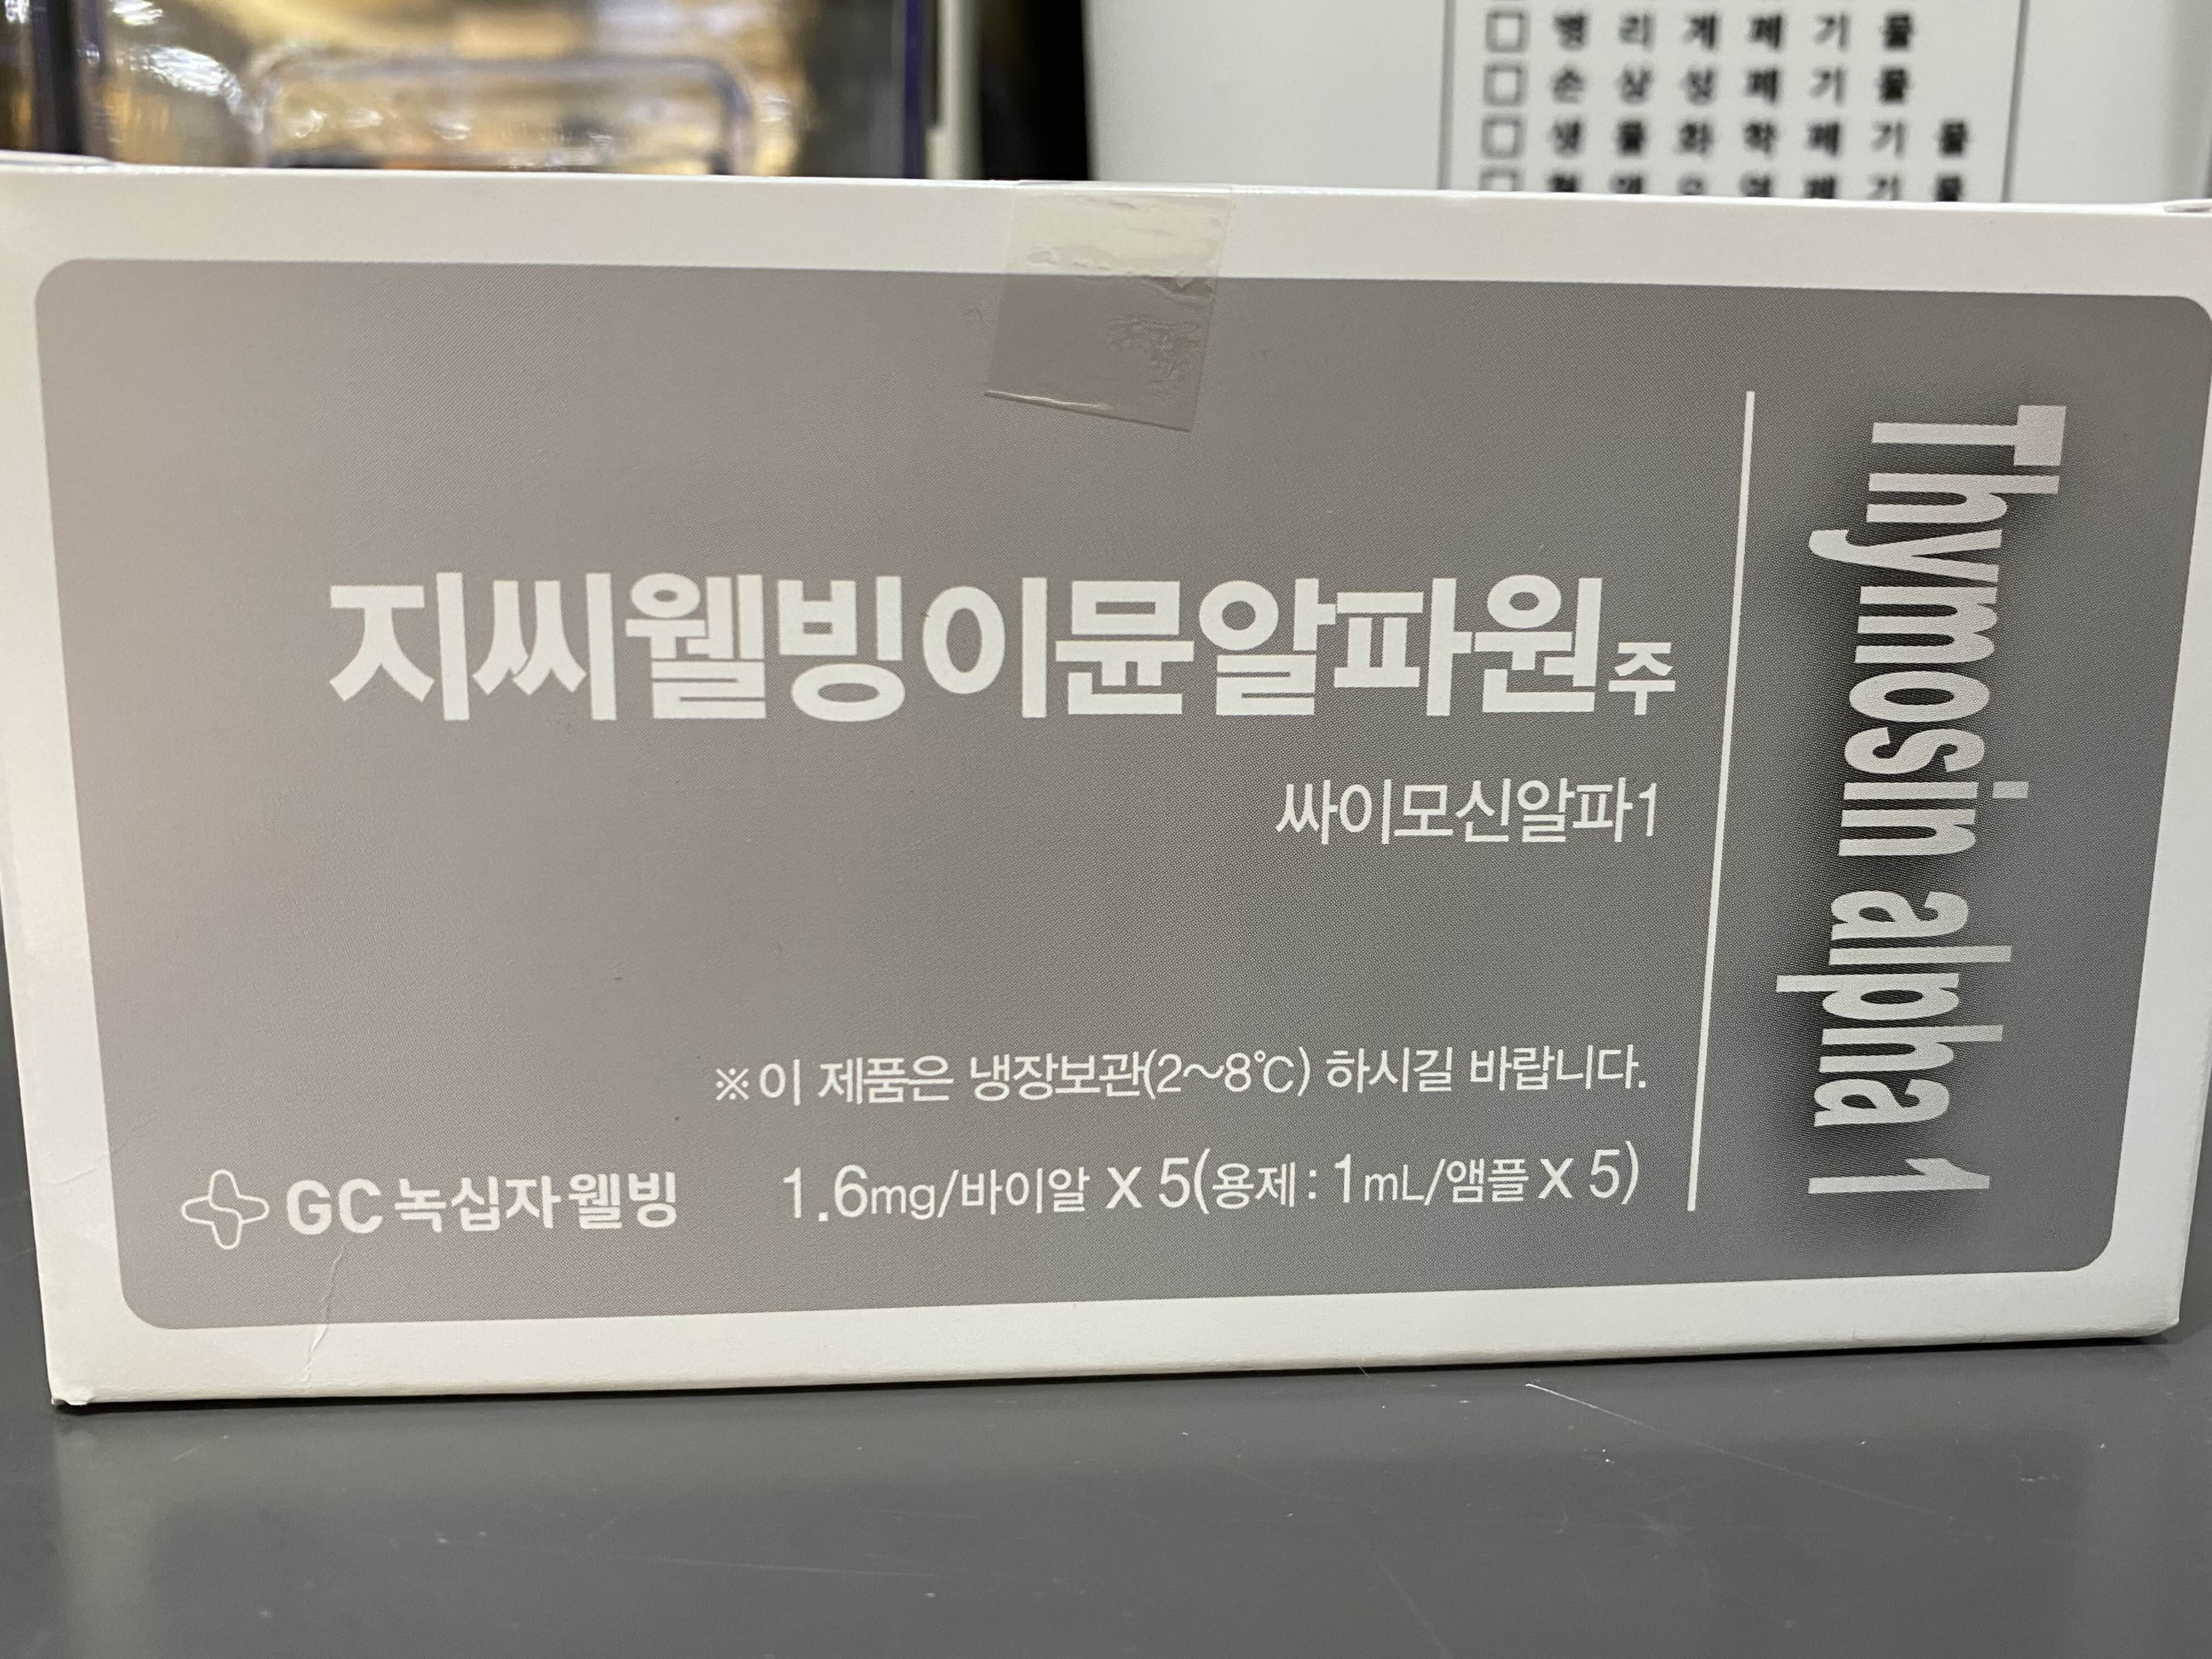 병리계폐기물
손상성폐기물
생물화학폐기물
지씨웰빙이뮨알파원주
싸이모신알파1
※이 제품은 냉장보관(2~8℃) 하시길 바랍니다.
GC녹십자웰빙
1.6mg/바이알 X 5(용제:1mL/앰플X 5)
Thymosin alpha 1